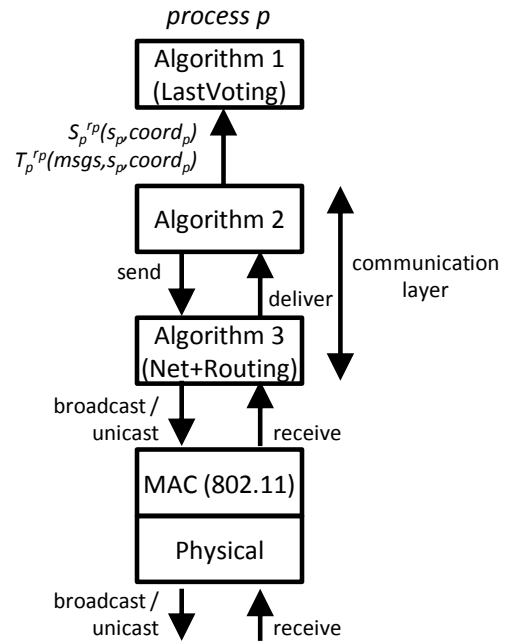 process p
Algorithm 1
(LastVoting)
S_p^{r_p}(s_p,coord_p)
T_p^{r_p}(msgs,s_p,coord_p)
Algorithm 2
send
deliver
communication
layer
Algorithm 3
(Net+Routing)
broadcast /
unicast
receive
MAC (802.11)
Physical
broadcast /
unicast
receive